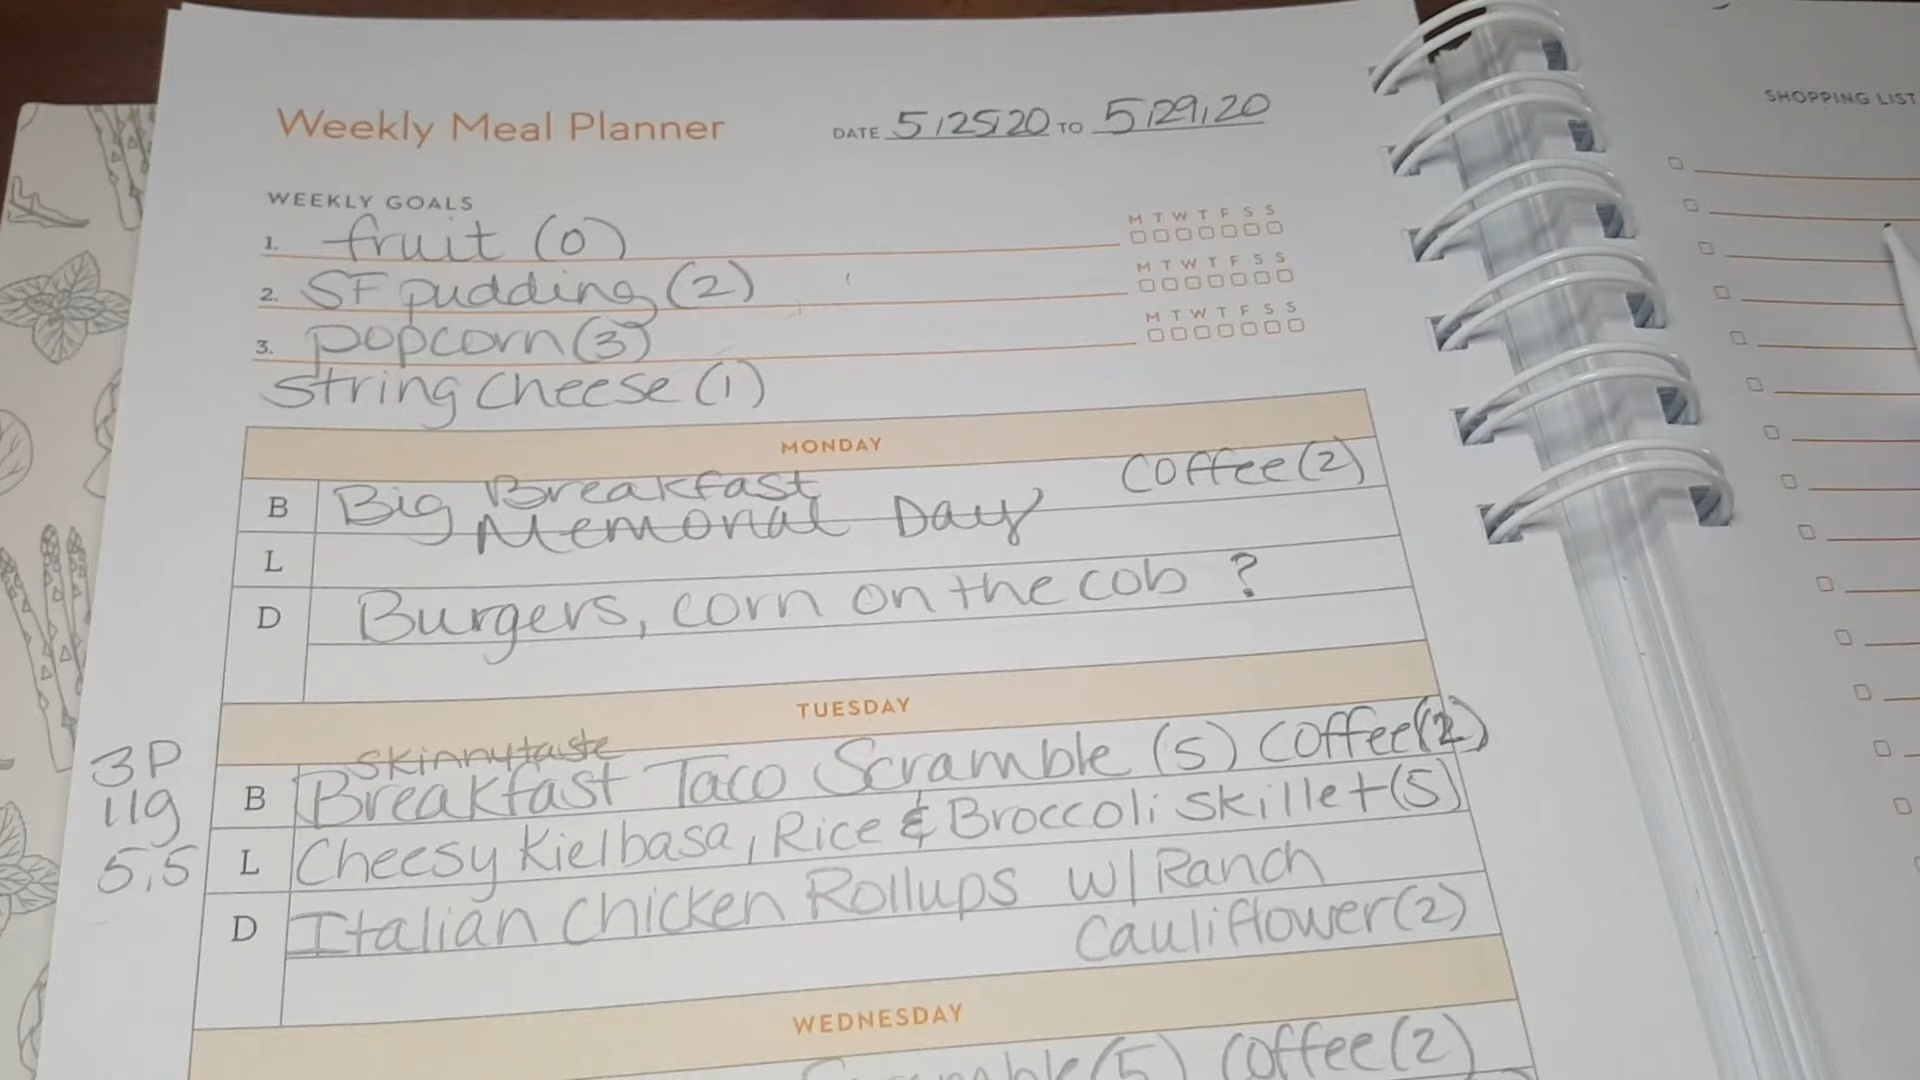 Weekly Meal Planner
DATE 5/25/20 TO 5/29/20
SHOPPING LIST
WEEKLY GOALS
1. fruit (0)
M T W T F S S
2. SF pudding (2)
M T W T F S S
3. popcorn (3)
M T W T F S S
String cheese (1)
MONDAY
B Big Breakfast Coffee (2)
Memorial Day
L
D Burgers, corn on the cob ?
TUESDAY
3P
11g
5,5
skinnytaste
B Breakfast Taco Scramble (5) Coffee (2)
L Cheesy Kielbasa, Rice & Broccoli Skillet (5)
D Italian Chicken Rollups w/ Ranch
Cauliflower (2)
WEDNESDAY
Scramble (5) Coffee (2)